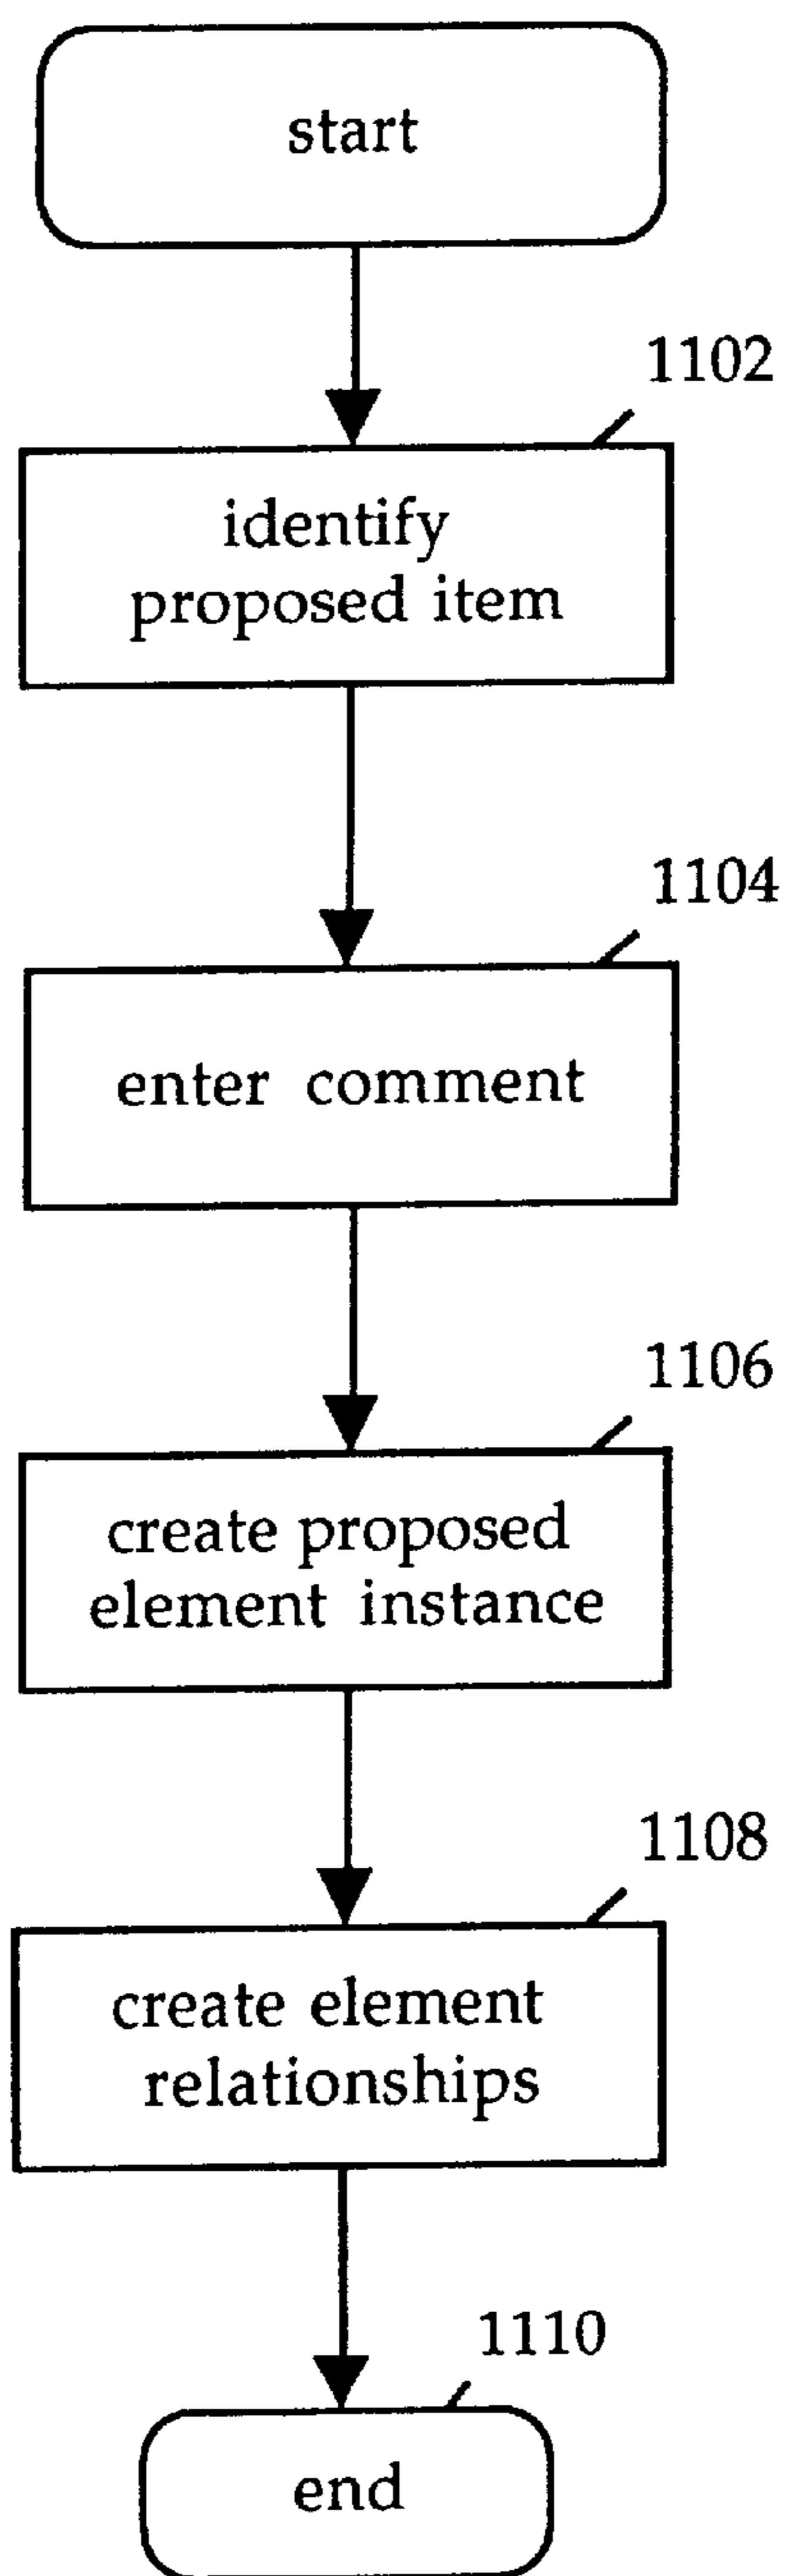 start
1102
identify
proposed item
1104
enter comment
1106
create proposed
element instance
1108
create element
relationships
1110
end